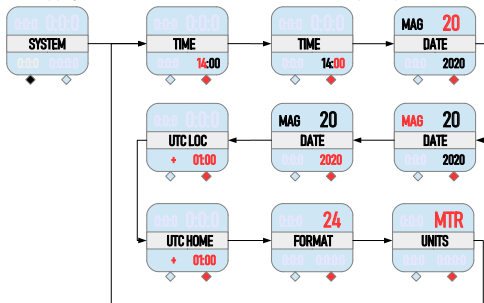 SYSTEM
TIME
14:00
TIME
14:00
MAG 20
DATE
2020
UTC LOC
+ 01:00
MAG 20
DATE
2020
MAG 20
DATE
2020
UTC HOME
+ 01:00
24
FORMAT
MTR
UNITS